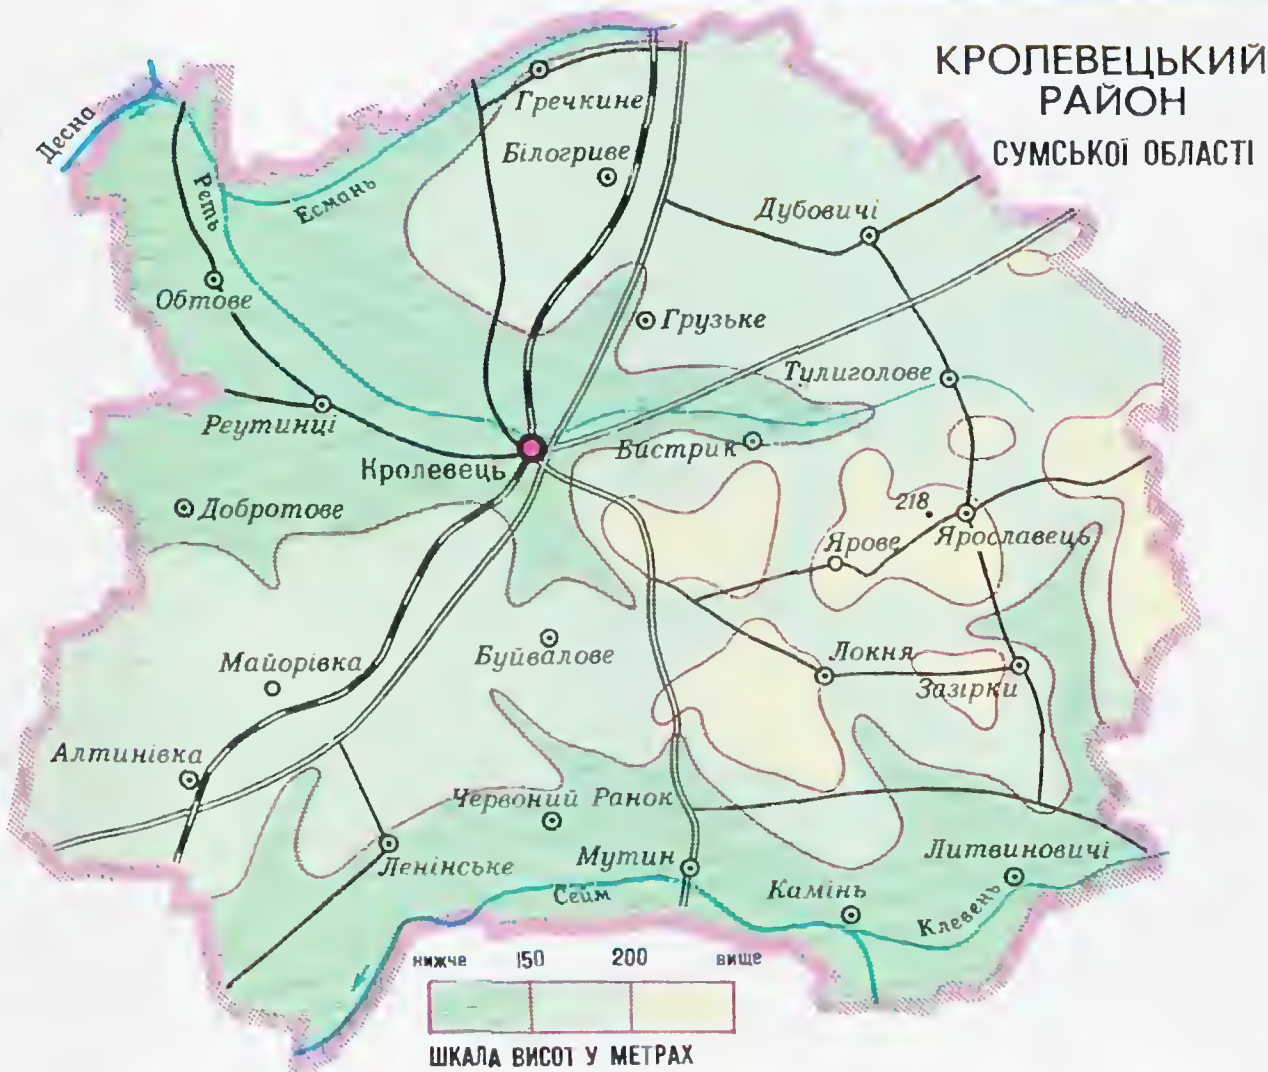 КРОЛЕВЕЦЬКИЙ
РАЙОН
СУМСЬКОЇ ОБЛАСТІ
Десна
Гречкине
Білогриве
Реть
Есмань
Дубовичі
Обтове
Грузьке
Тулиголове
Реутинці
Бистрик
Кролевець
Добротове
218
Ярове
Ярославець
Майорівка
Буйвалове
Локня
Зазірки
Алтинівка
Червоний Ранок
Ленінське
Мутин
Литвиновичі
Сейм
Камінь
Клевень
нижче 150 200 вище
ШКАЛА ВИСОТ У МЕТРАХ